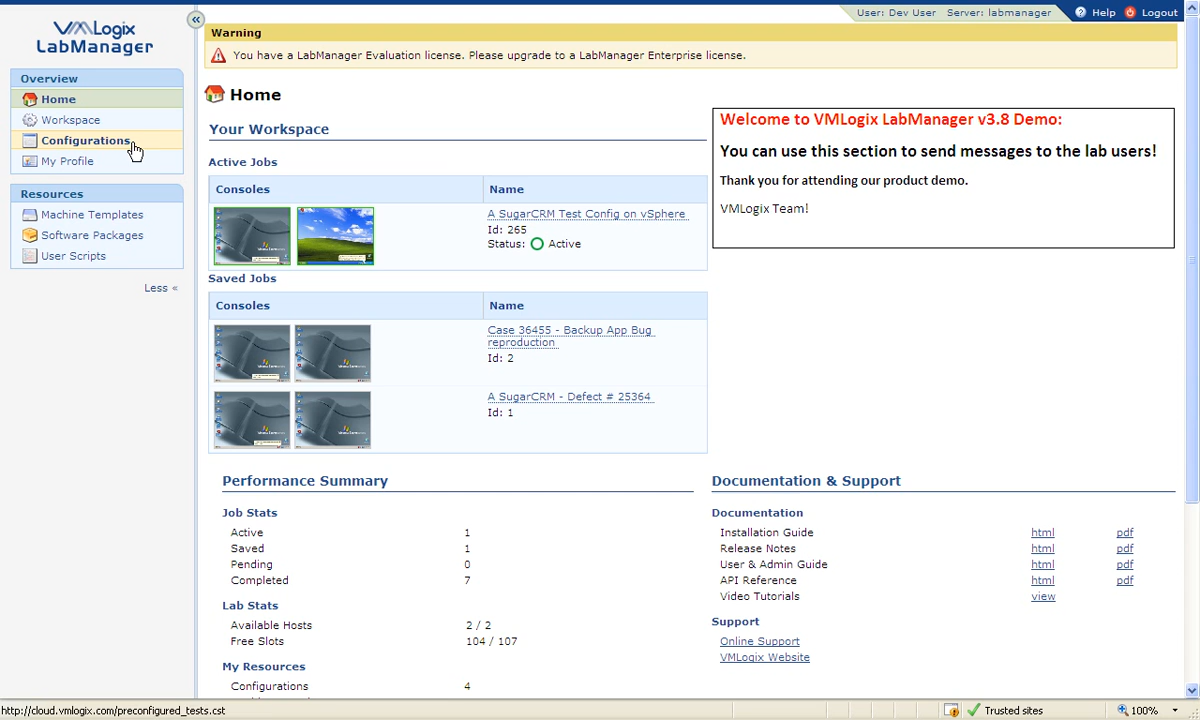 User: Dev User Server: labmanager Help Logout
VMLogix
LabManager
Warning
You have a LabManager Evaluation license. Please upgrade to a LabManager Enterprise license.
Overview
Home
Workspace
Configurations
My Profile
Resources
Machine Templates
Software Packages
User Scripts
Less «
Home
Your Workspace
Active Jobs
Consoles Name
A SugarCRM Test Config on vSphere
Id: 265
Status: Active
Saved Jobs
Consoles Name
Case 36455 - Backup App Bug
reproduction
Id: 2
A SugarCRM - Defect # 25364
Id: 1
Welcome to VMLogix LabManager v3.8 Demo:
You can use this section to send messages to the lab users!
Thank you for attending our product demo.
VMLogix Team!
Performance Summary
Job Stats
Active 1
Saved 1
Pending 0
Completed 7
Lab Stats
Available Hosts 2 / 2
Free Slots 104 / 107
My Resources
Configurations 4
Documentation & Support
Documentation
Installation Guide html pdf
Release Notes html pdf
User & Admin Guide html pdf
API Reference html pdf
Video Tutorials view
Support
Online Support
VMLogix Website
http://cloud.vmlogix.com/preconfigured_tests.cst Trusted sites 100%